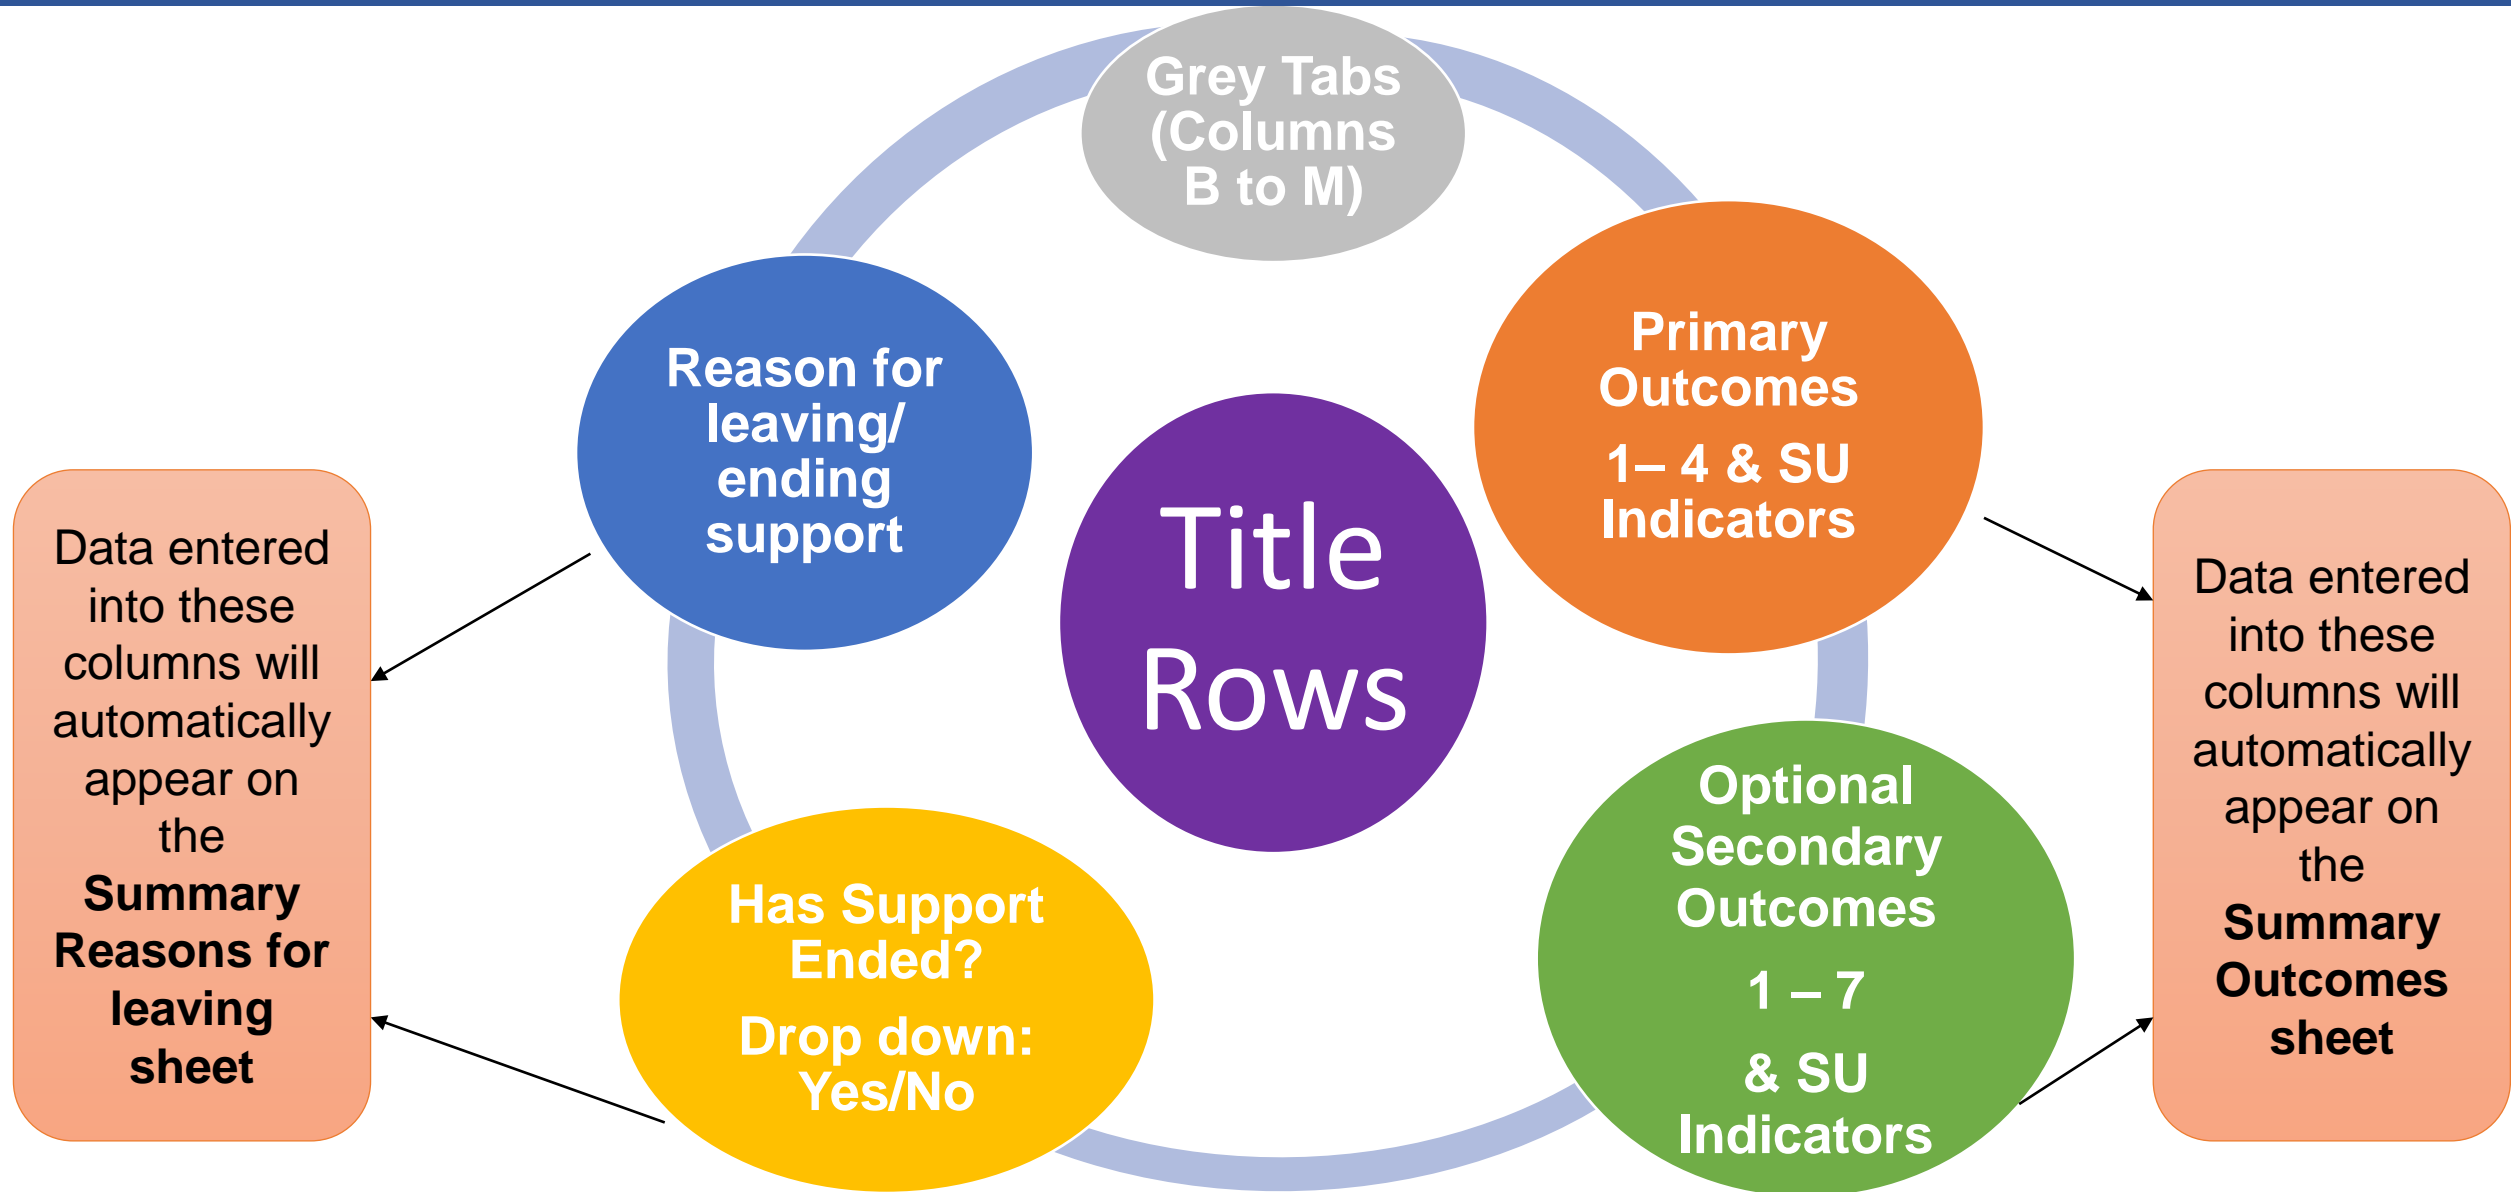 Grey Tabs
(Columns
B to M)
Primary
Outcomes
1– 4 & SU
Indicators
Reason for
leaving/
ending
support
Title
Rows
Data entered
into these
columns will
automatically
appear on
the
Summary
Reasons for
leaving
sheet
Data entered
into these
columns will
automatically
appear on
the
Summary
Outcomes
sheet
Optional
Secondary
Outcomes
1 – 7
& SU
Indicators
Has Support
Ended?
Drop down:
Yes/No